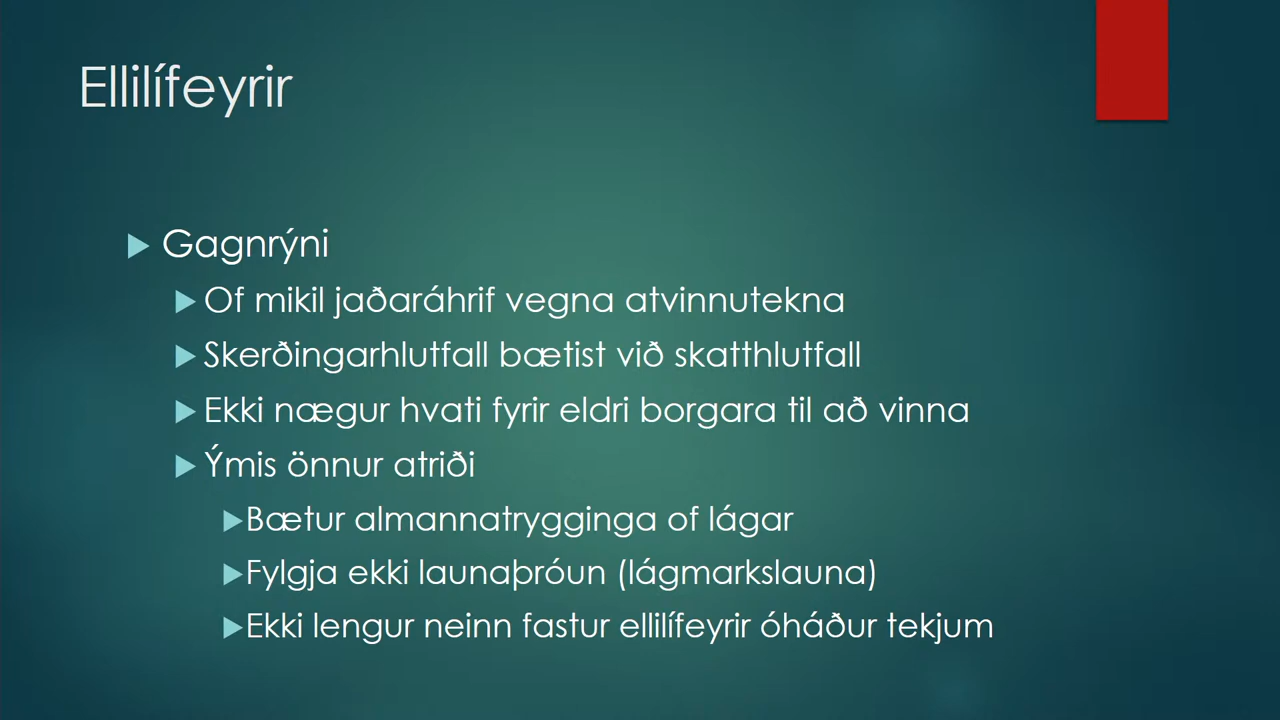 Ellilífeyrir
Gagnrýni
Of mikil jaðaráhrif vegna atvinnutekna
Skerðingarhlutfall bætist við skatthlutfall
Ekki nægur hvati fyrir eldri borgara til að vinna
Ýmis önnur atriði
Bætur almannatrygginga of lágar
Fylgja ekki launaþróun (lágmarkslauna)
Ekki lengur neinn fastur ellilífeyrir óháður tekjum